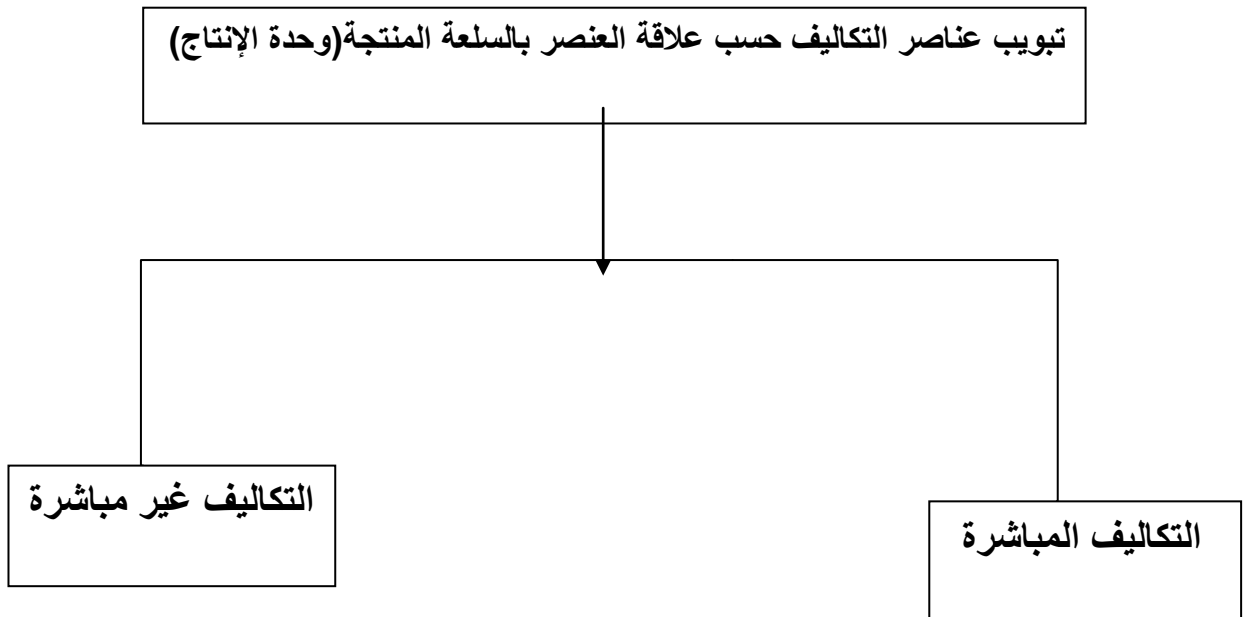 تبويب عناصر التكاليف حسب علاقة العنصر بالسلعة المنتجة(وحدة الإنتاج)
التكاليف المباشرة
التكاليف غير مباشرة